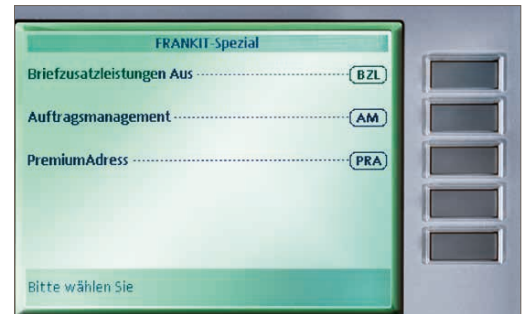 FRANKIT-Spezial
Briefzusatzleistungen Aus BZL
Auftragsmanagement AM
PremiumAdress PRA
Bitte wählen Sie